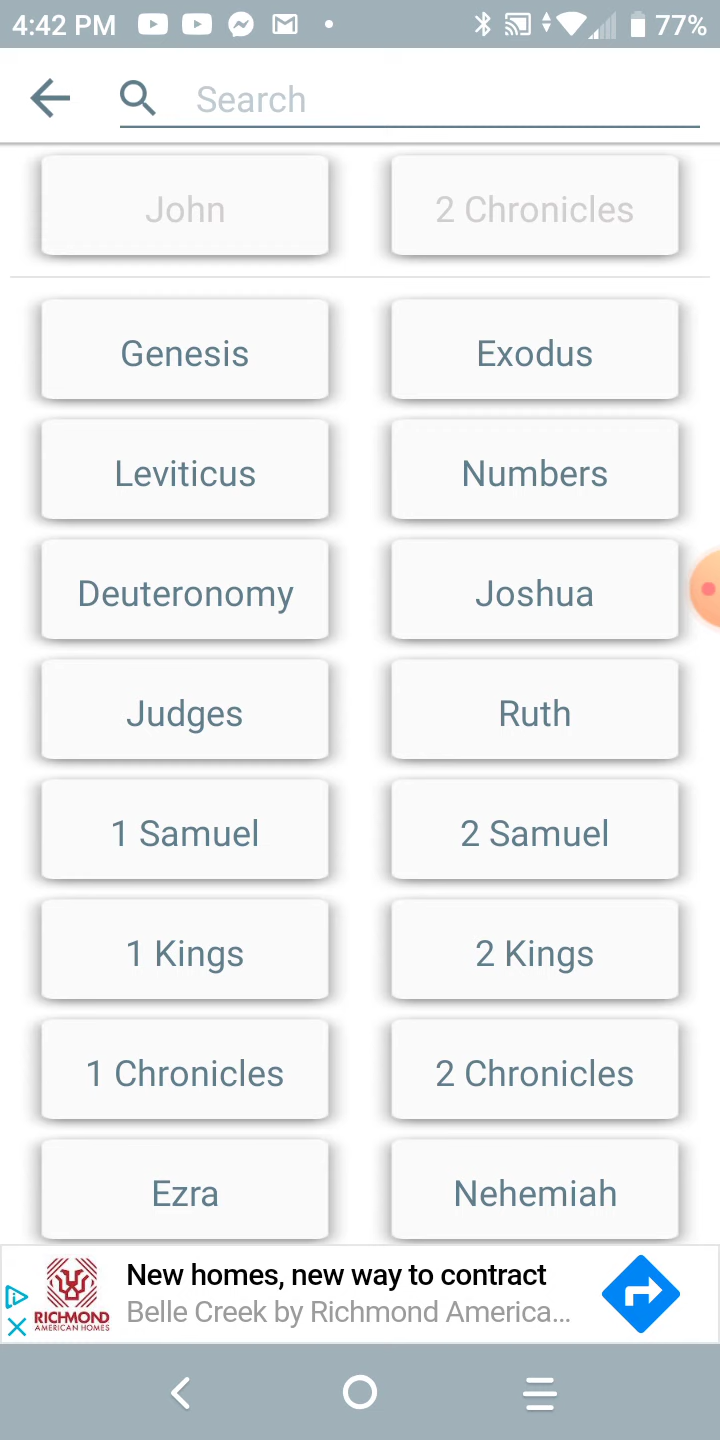 4:42 PM 77%
Search
John 2 Chronicles
Genesis Exodus
Leviticus Numbers
Deuteronomy Joshua
Judges Ruth
1 Samuel 2 Samuel
1 Kings 2 Kings
1 Chronicles 2 Chronicles
Ezra Nehemiah
New homes, new way to contract
Belle Creek by Richmond America...
RICHMOND
AMERICAN HOMES